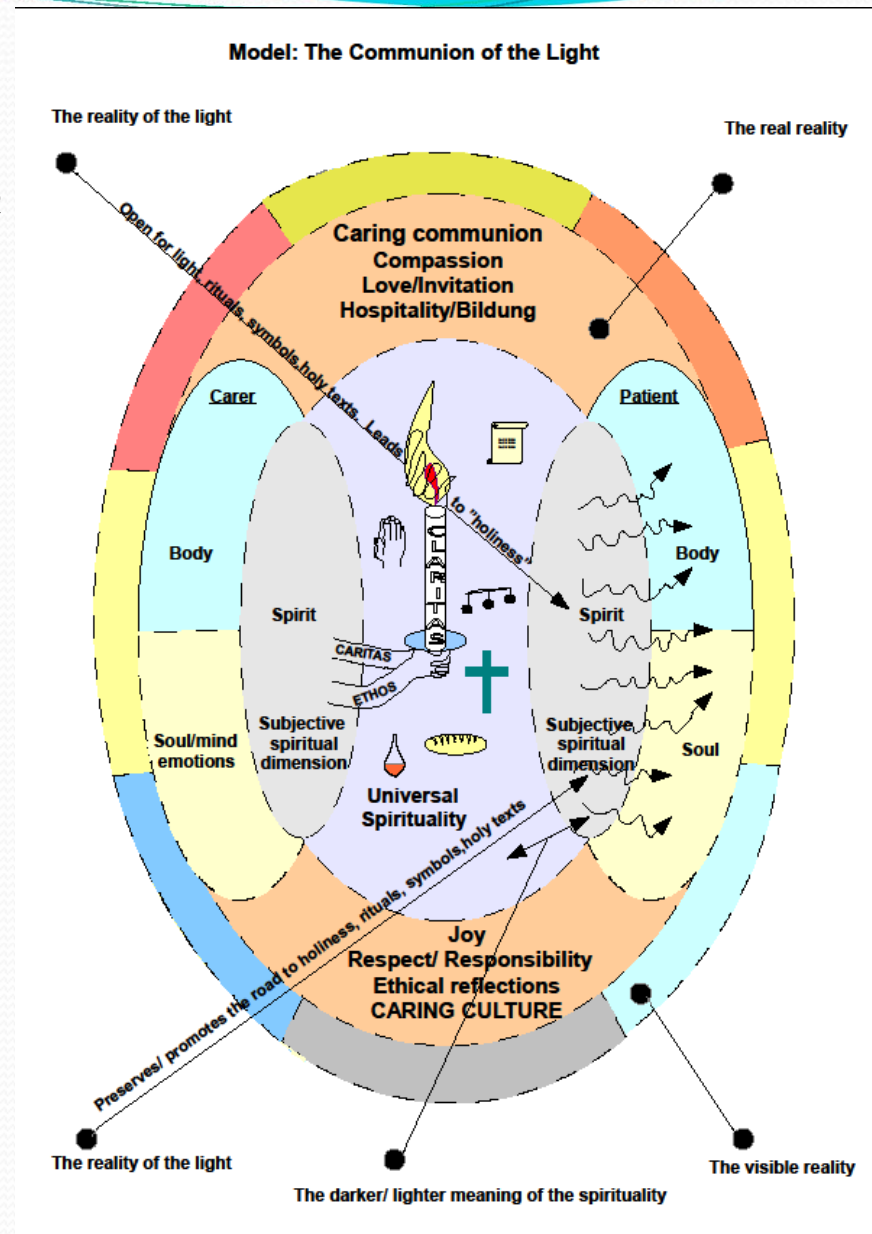 Model: The Communion of the Light
The reality of the light
The real reality
Open for light, rituals, symbols,holy texts. Leads
to "holiness"
Caring communion
Compassion
Love/Invitation
Hospitality/Bildung
Carer
Patient
CLARITAS
Body
Body
Spirit
Spirit
CARITAS
ETHOS
Subjective
spiritual
dimension
Subjective
spiritual
dimension
Soul/mind
emotions
Soul
Universal
Spirituality
Preserves/ promotes the road to holiness, rituals, symbols,holy texts
Joy
Respect/ Responsibility
Ethical reflections
CARING CULTURE
The reality of the light
The visible reality
The darker/ lighter meaning of the spirituality